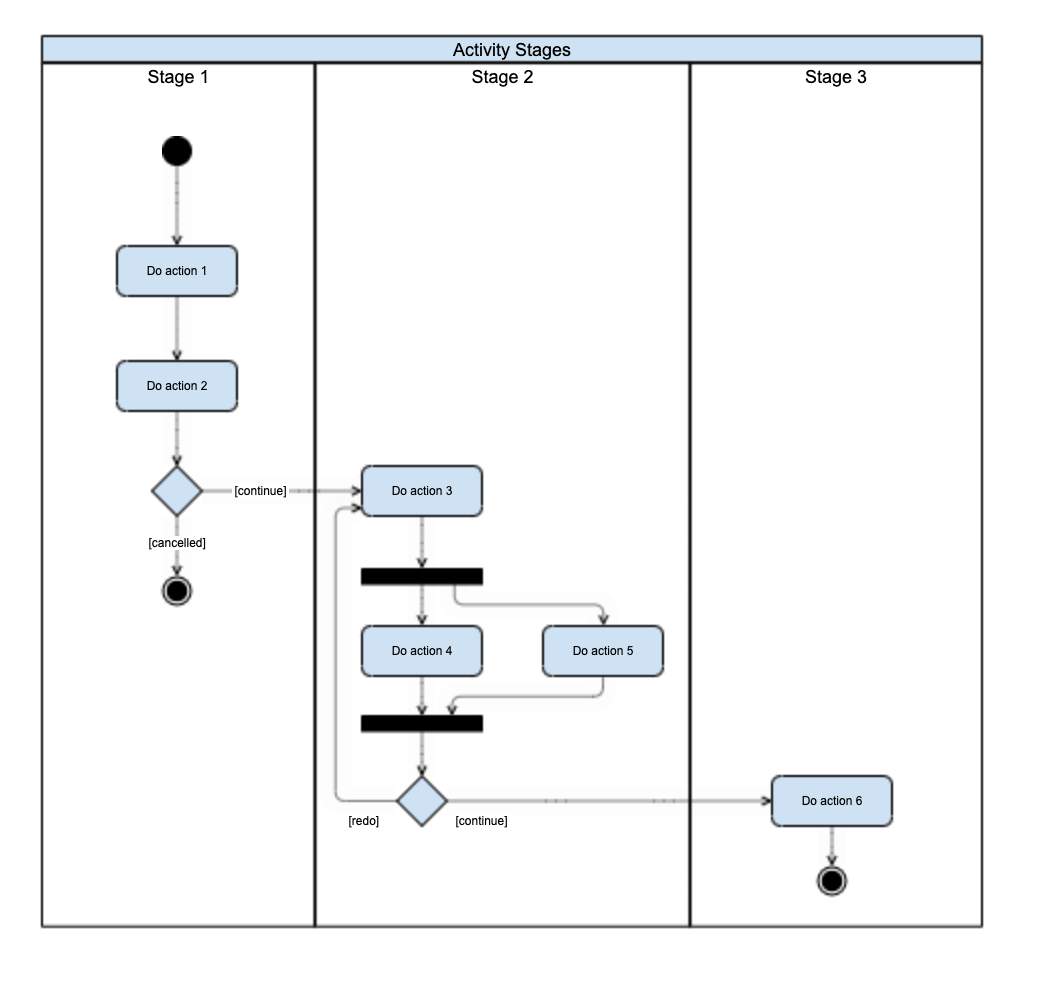 Activity Stages
Stage 1
Stage 2
Stage 3
Do action 1
Do action 2
[continue]
Do action 3
[cancelled]
Do action 4
Do action 5
Do action 6
[redo]
[continue]